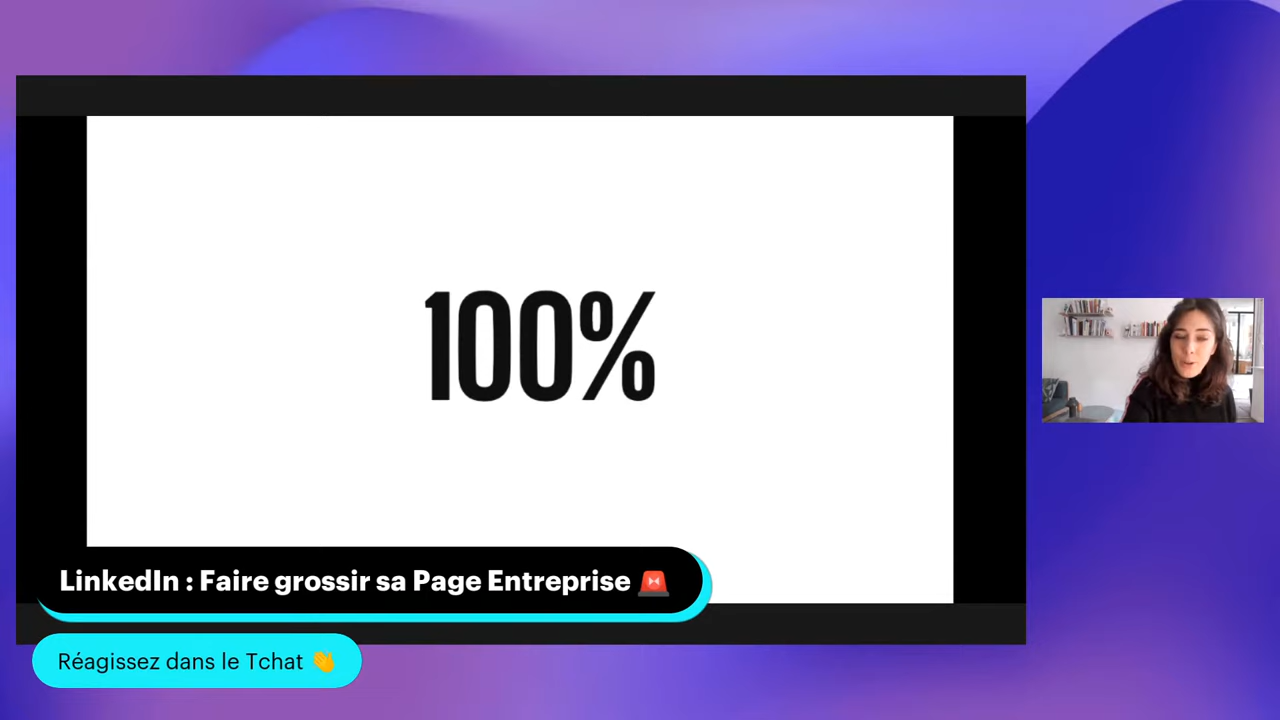 100%
LinkedIn : Faire grossir sa Page Entreprise 🚨
Réagissez dans le Tchat 👏